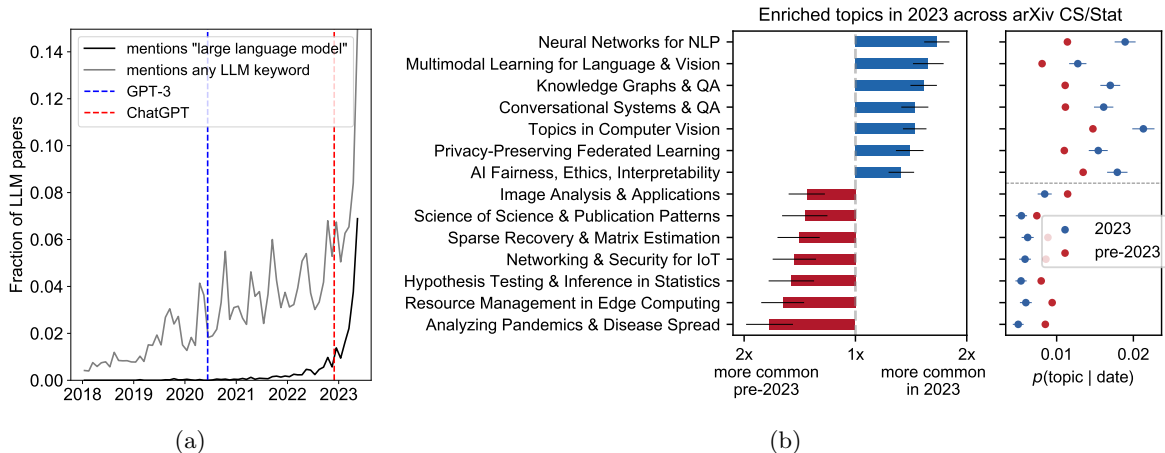 Fraction of LLM papers
0.14
0.12
0.10
0.08
0.06
0.04
0.02
0.00
2018 2019 2020 2021 2022 2023
mentions "large language model"
mentions any LLM keyword
GPT-3
ChatGPT
(a)
Enriched topics in 2023 across arXiv CS/Stat
Neural Networks for NLP
Multimodal Learning for Language & Vision
Knowledge Graphs & QA
Conversational Systems & QA
Topics in Computer Vision
Privacy-Preserving Federated Learning
AI Fairness, Ethics, Interpretability
Image Analysis & Applications
Science of Science & Publication Patterns
Sparse Recovery & Matrix Estimation
Networking & Security for IoT
Hypothesis Testing & Inference in Statistics
Resource Management in Edge Computing
Analyzing Pandemics & Disease Spread
2x 1x 2x
more common more common
pre-2023 in 2023
2023
pre-2023
0.01 0.02
p(topic | date)
(b)